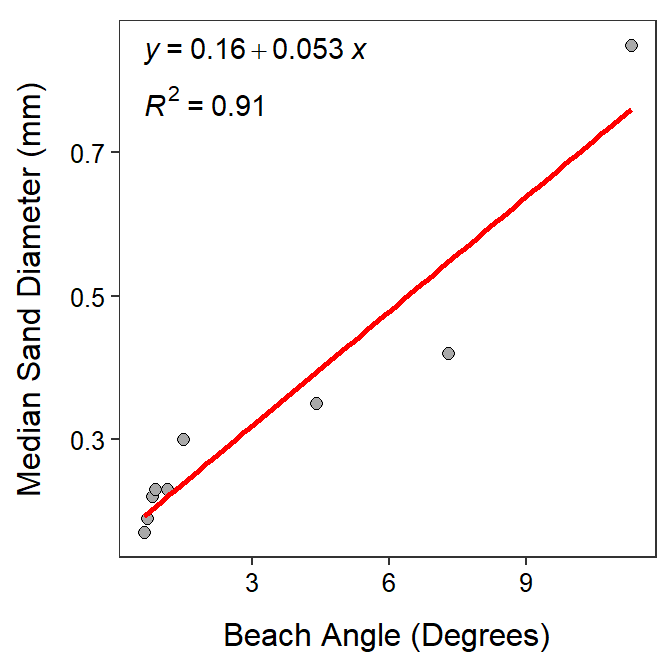 y = 0.16 + 0.053 x
R² = 0.91
Median Sand Diameter (mm)
0.7
0.5
0.3
3 6 9
Beach Angle (Degrees)